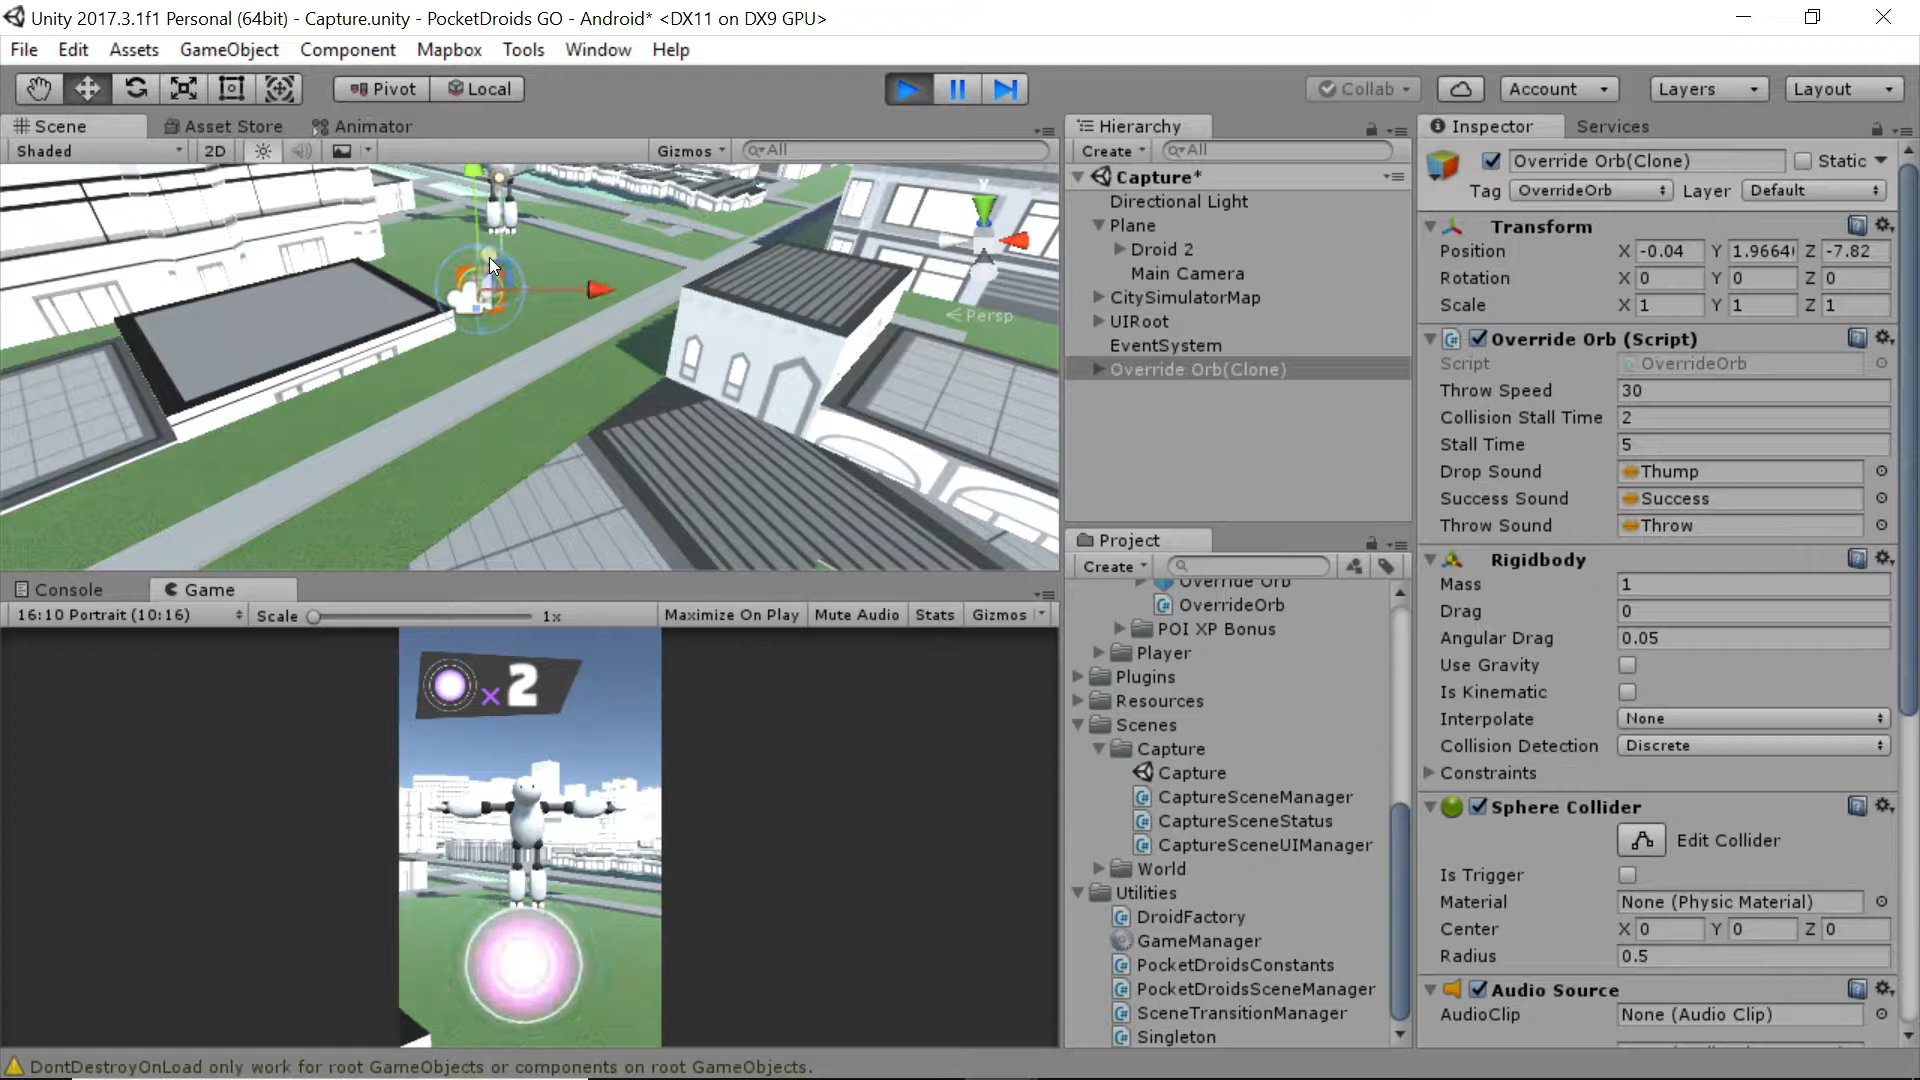 Unity 2017.3.1f1 Personal (64bit) - Capture.unity - PocketDroids GO - Android* <DX11 on DX9 GPU>
File Edit Assets GameObject Component Mapbox Tools Window Help
Pivot Local Collab Account Layers Layout
Scene Asset Store Animator
Shaded 2D Gizmos All
Persp
Console Game
16:10 Portrait (10:16) Scale 1x Maximize On Play Mute Audio Stats Gizmos
x 2
Hierarchy
Create All
Capture*
Directional Light
Plane
Droid 2
Main Camera
CitySimulatorMap
UIRoot
EventSystem
Override Orb(Clone)
Project
Create
Override Orb
OverrideOrb
POI XP Bonus
Player
Plugins
Resources
Scenes
Capture
Capture
CaptureSceneManager
CaptureSceneStatus
CaptureSceneUIManager
World
Utilities
DroidFactory
GameManager
PocketDroidsConstants
PocketDroidsSceneManager
SceneTransitionManager
Singleton
Inspector Services
Override Orb(Clone) Static
Tag OverrideOrb Layer Default
Transform
Position X -0.04 Y 1.9664 Z -7.82
Rotation X 0 Y 0 Z 0
Scale X 1 Y 1 Z 1
Override Orb (Script)
Script OverrideOrb
Throw Speed 30
Collision Stall Time 2
Stall Time 5
Drop Sound Thump
Success Sound Success
Throw Sound Throw
Rigidbody
Mass 1
Drag 0
Angular Drag 0.05
Use Gravity
Is Kinematic
Interpolate None
Collision Detection Discrete
Constraints
Sphere Collider
Edit Collider
Is Trigger
Material None (Physic Material)
Center X 0 Y 0 Z 0
Radius 0.5
Audio Source
AudioClip None (Audio Clip)
DontDestroyOnLoad only work for root GameObjects or components on root GameObjects.